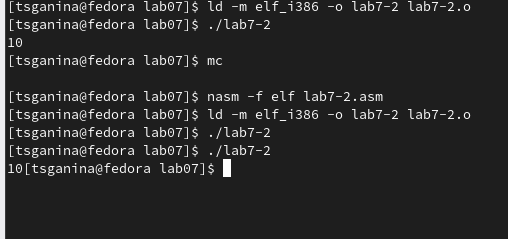 [tsganina@fedora lab07]$ ld -m elf_i386 -o lab7-2 lab7-2.o
[tsganina@fedora lab07]$ ./lab7-2
10
[tsganina@fedora lab07]$ mc
[tsganina@fedora lab07]$ nasm -f elf lab7-2.asm
[tsganina@fedora lab07]$ ld -m elf_i386 -o lab7-2 lab7-2.o
[tsganina@fedora lab07]$ ./lab7-2
[tsganina@fedora lab07]$ ./lab7-2
10[tsganina@fedora lab07]$